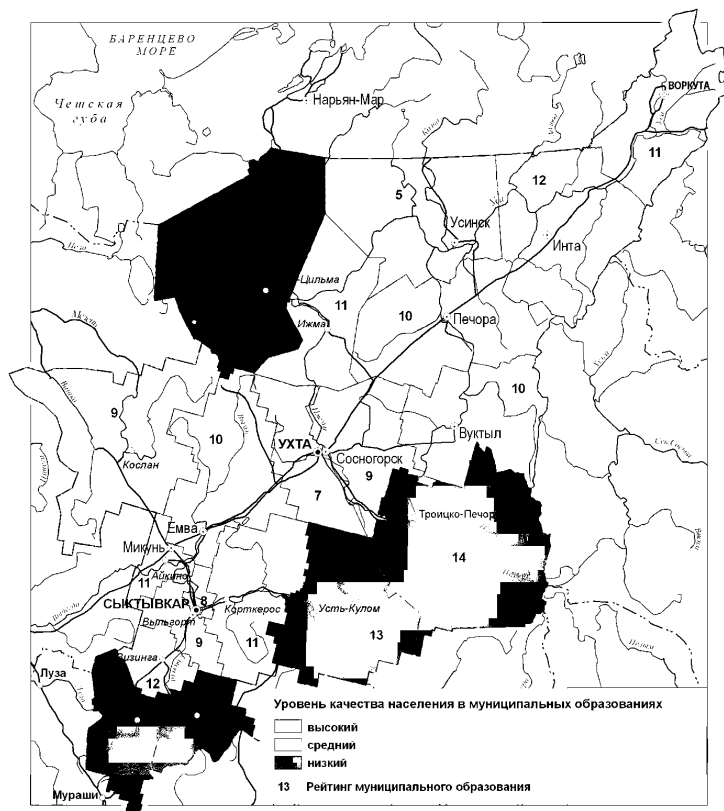 БАРЕНЦЕВО
МОРЕ
Чешская
губа
Нарьян-Мар
ВОРКУТА
11
12
5
Усинск
Уса
Инта
Цильма
11
Ижма
10
Печора
Мезень
9
10
10
УХТА
Вуктыл
Сосногорск
9
Кослан
7
Емва
Троицко-Печор
Микунь
14
Айкино
11
СЫКТЫВКАР
8
Корткерос
Усть-Кулом
Выльгорт
9
11
13
Визинга
Луза
12
Мураши
Уровень качества населения в муниципальных образованиях
высокий
средний
низкий
13 Рейтинг муниципального образования